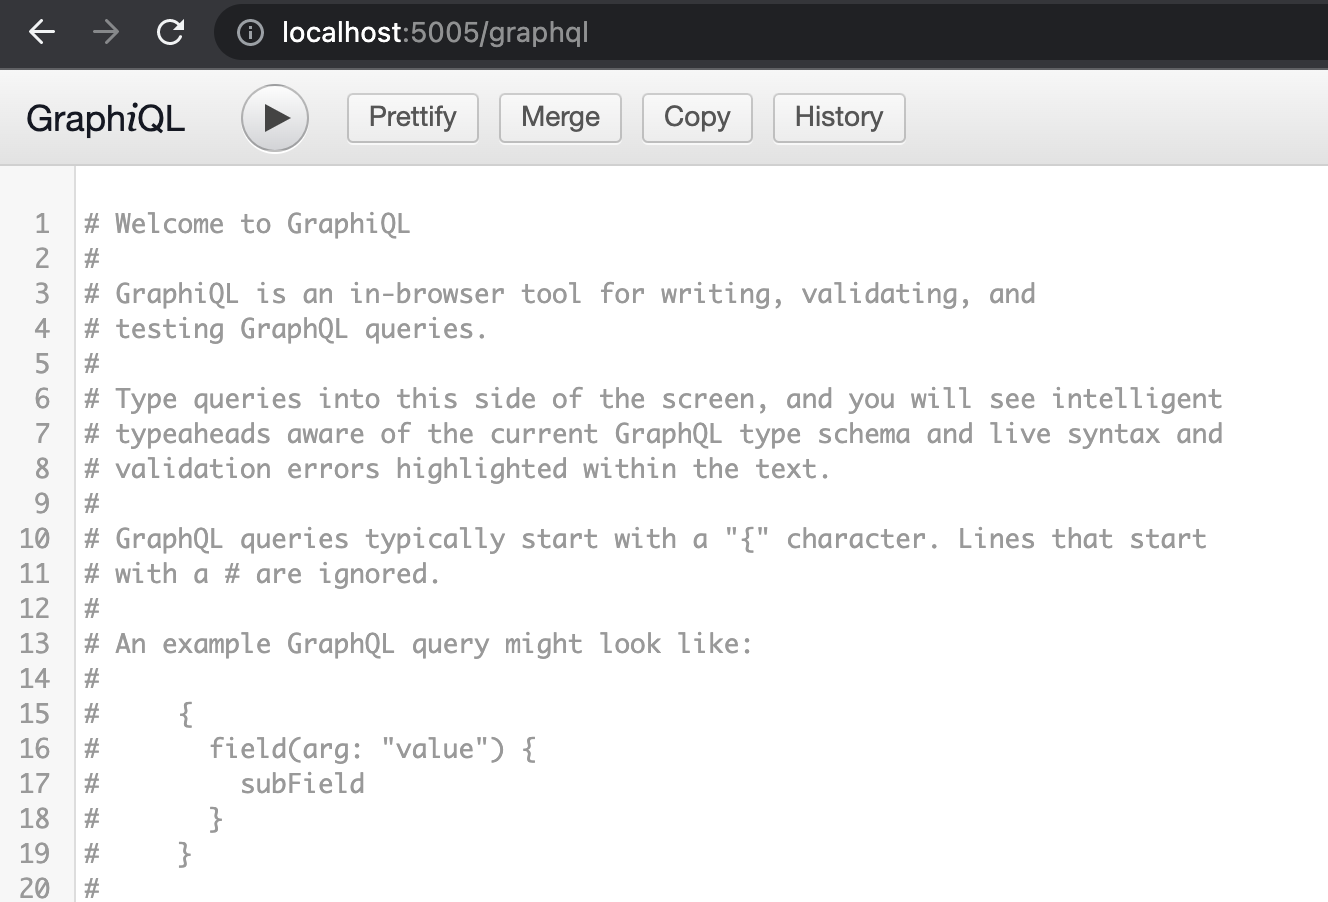 localhost:5005/graphql
GraphiQL Prettify Merge Copy History
1 # Welcome to GraphiQL
2 #
3 # GraphiQL is an in-browser tool for writing, validating, and
4 # testing GraphQL queries.
5 #
6 # Type queries into this side of the screen, and you will see intelligent
7 # typeaheads aware of the current GraphQL type schema and live syntax and
8 # validation errors highlighted within the text.
9 #
10 # GraphQL queries typically start with a "{" character. Lines that start
11 # with a # are ignored.
12 #
13 # An example GraphQL query might look like:
14 #
15 #     {
16 #       field(arg: "value") {
17 #         subField
18 #       }
19 #     }
20 #